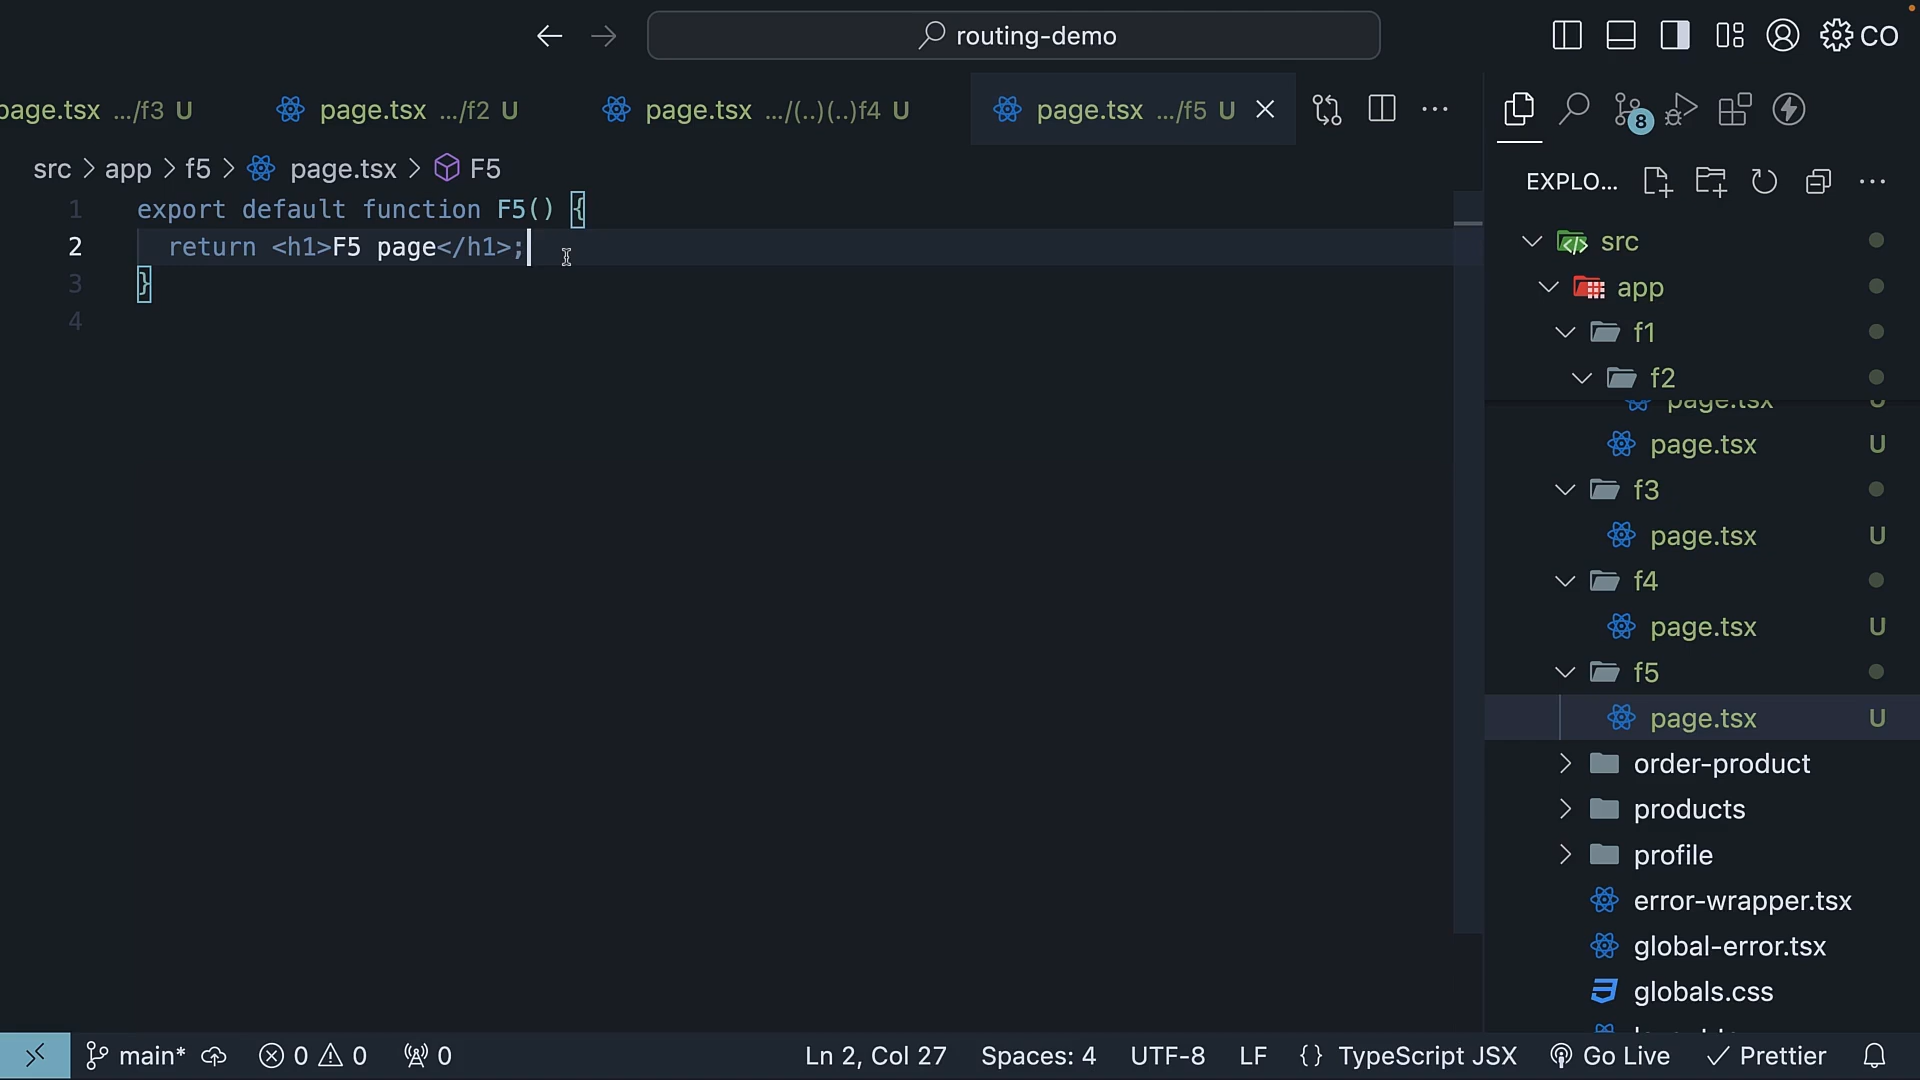 routing-demo
CO
page.tsx .../f3 U
page.tsx .../f2 U
page.tsx .../(..)(..)f4 U
page.tsx .../f5 U
8
src > app > f5 > page.tsx > F5
EXPLO...
1 export default function F5() {
2 return <h1>F5 page</h1>;
3 }
4
src
app
f1
f2
page.tsx U
page.tsx U
f3
page.tsx U
f4
page.tsx U
f5
page.tsx U
order-product
products
profile
error-wrapper.tsx
global-error.tsx
globals.css
main* 0 0 0 Ln 2, Col 27 Spaces: 4 UTF-8 LF {} TypeScript JSX Go Live Prettier